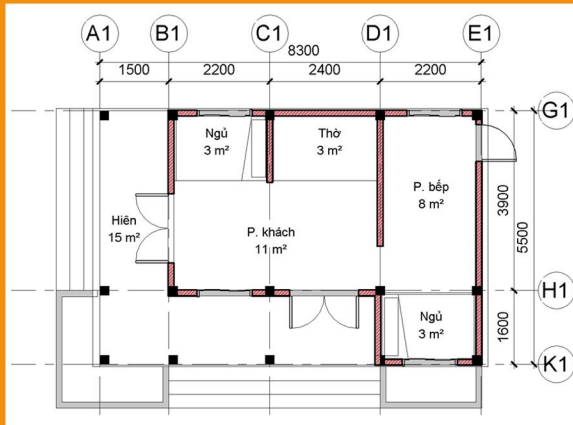 A1 B1 C1 D1 E1
8300
1500 2200 2400 2200
G1
Ngủ
3 m²
Thờ
3 m²
P. bếp
8 m²
3900
5500
Hiên
15 m²
P. khách
11 m²
H1
Ngủ
3 m²
1600
K1